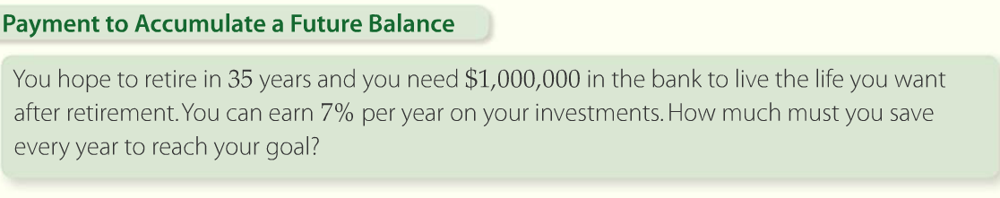 Payment to Accumulate a Future Balance
You hope to retire in 35 years and you need $1,000,000 in the bank to live the life you want
after retirement. You can earn 7% per year on your investments. How much must you save
every year to reach your goal?